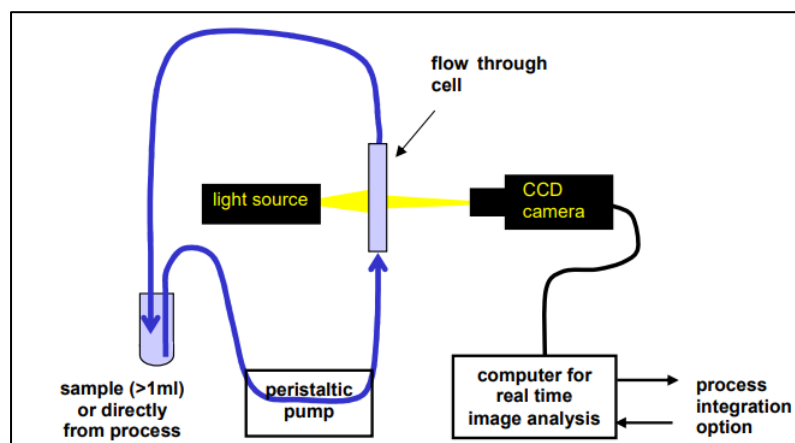 flow through
cell
light source
CCD
camera
sample (>1ml)
or directly
from process
peristaltic
pump
computer for
real time
image analysis
process
integration
option